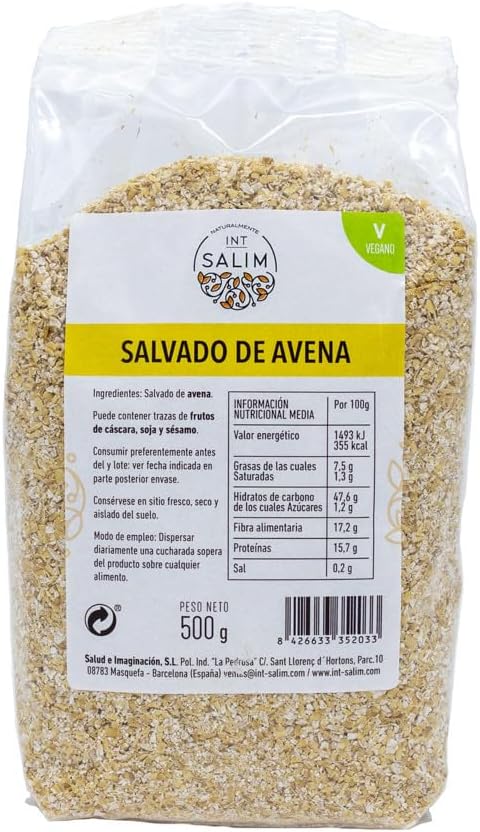 NATURALMENTE
INT
SALIM
V
VEGANO
SALVADO DE AVENA
Ingredientes: Salvado de avena.
Puede contener trazas de frutos
de cáscara, soja y sésamo.
Consumir preferentemente antes
del y lote: ver fecha indicada en
parte posterior envase.
Consérvese en sitio fresco, seco y
aislado del suelo.
Modo de empleo: Dispersar
diariamente una cucharada sopera
del producto sobre cualquier
alimento.
INFORMACIÓN
NUTRICIONAL MEDIA
Por 100g
Valor energético
1493 kJ
355 kcal
Grasas de las cuales
7,5 g
Saturadas
1,3 g
Hidratos de carbono
47,6 g
de los cuales Azúcares
1,2 g
Fibra alimentaria
17,2 g
Proteínas
15,7 g
Sal
0,2 g
®
PESO NETO
500 g
8 426633 352033
Salud e Imaginación, S.L. Pol. Ind. "La Pedrosa" C/. Sant Llorenç d´Hortons, Parc.10
08783 Masquefa - Barcelona (España) ventas@int-salim.com / www.int-salim.com